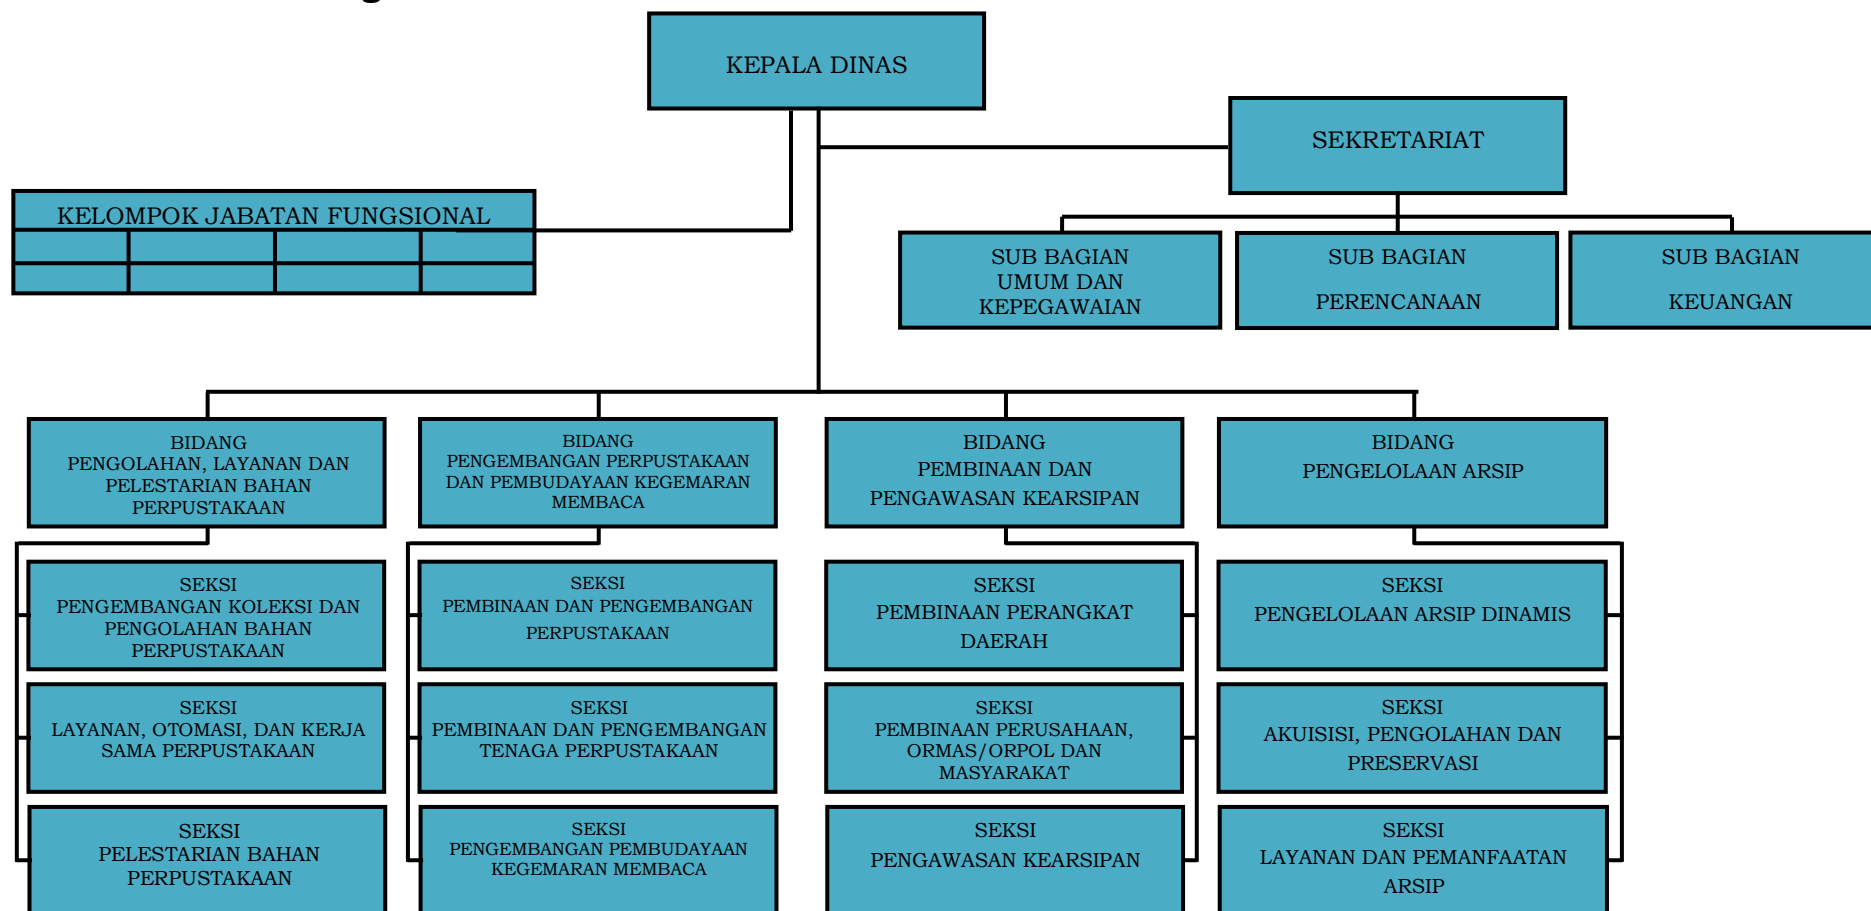 KEPALA DINAS
SEKRETARIAT
KELOMPOK JABATAN FUNGSIONAL
SUB BAGIAN
UMUM DAN
KEPEGAWAIAN
SUB BAGIAN
PERENCANAAN
SUB BAGIAN
KEUANGAN
BIDANG
PENGOLAHAN, LAYANAN DAN
PELESTARIAN BAHAN
PERPUSTAKAAN
BIDANG
PENGEMBANGAN PERPUSTAKAAN
DAN PEMBUDAYAAN KEGEMARAN
MEMBACA
BIDANG
PEMBINAAN DAN
PENGAWASAN KEARSIPAN
BIDANG
PENGELOLAAN ARSIP
SEKSI
PENGEMBANGAN KOLEKSI DAN
PENGOLAHAN BAHAN
PERPUSTAKAAN
SEKSI
PEMBINAAN DAN PENGEMBANGAN
PERPUSTAKAAN
SEKSI
PEMBINAAN PERANGKAT
DAERAH
SEKSI
PENGELOLAAN ARSIP DINAMIS
SEKSI
LAYANAN, OTOMASI, DAN KERJA
SAMA PERPUSTAKAAN
SEKSI
PEMBINAAN DAN PENGEMBANGAN
TENAGA PERPUSTAKAAN
SEKSI
PEMBINAAN PERUSAHAAN,
ORMAS/ORPOL DAN
MASYARAKAT
SEKSI
AKUISISI, PENGOLAHAN DAN
PRESERVASI
SEKSI
PELESTARIAN BAHAN
PERPUSTAKAAN
SEKSI
PENGEMBANGAN PEMBUDAYAAN
KEGEMARAN MEMBACA
SEKSI
PENGAWASAN KEARSIPAN
SEKSI
LAYANAN DAN PEMANFAATAN
ARSIP